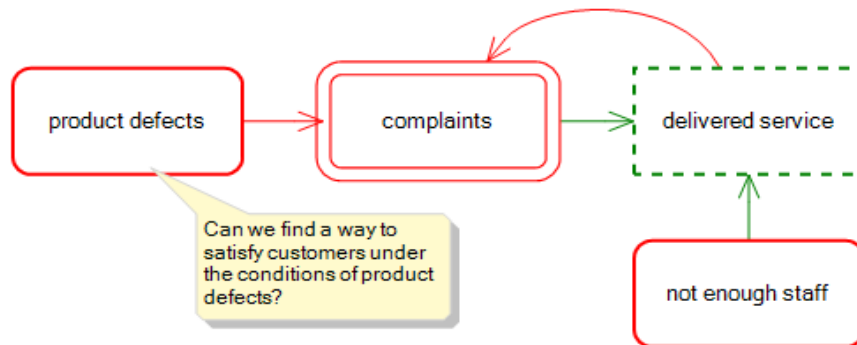 product defects
complaints
delivered service
Can we find a way to
satisfy customers under
the conditions of product
defects?
not enough staff